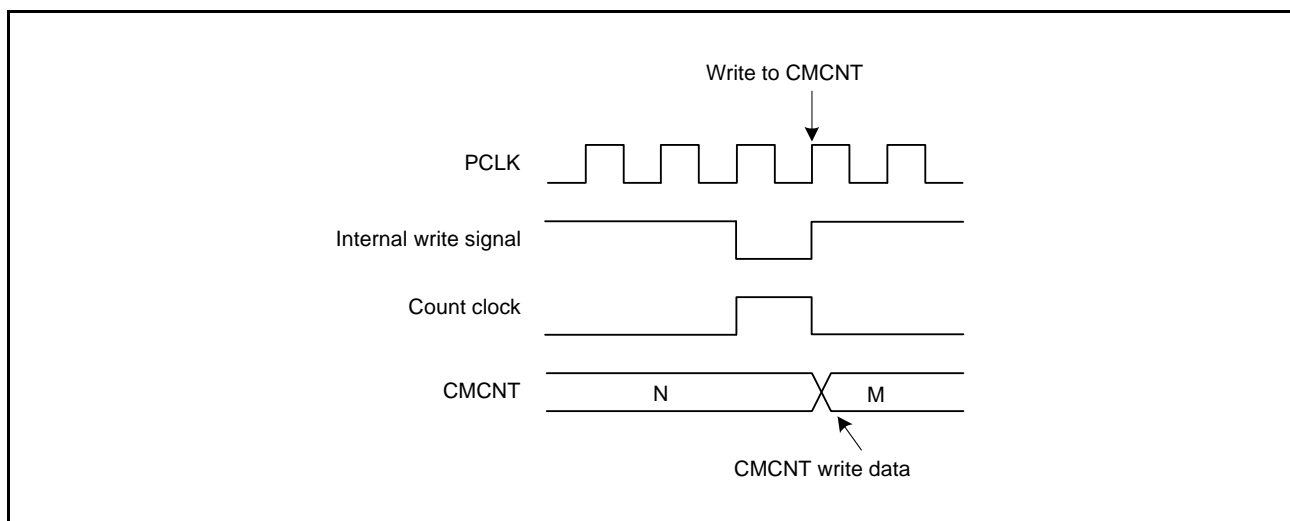 Write to CMCNT
PCLK
Internal write signal
Count clock
CMCNT
N
M
CMCNT write data